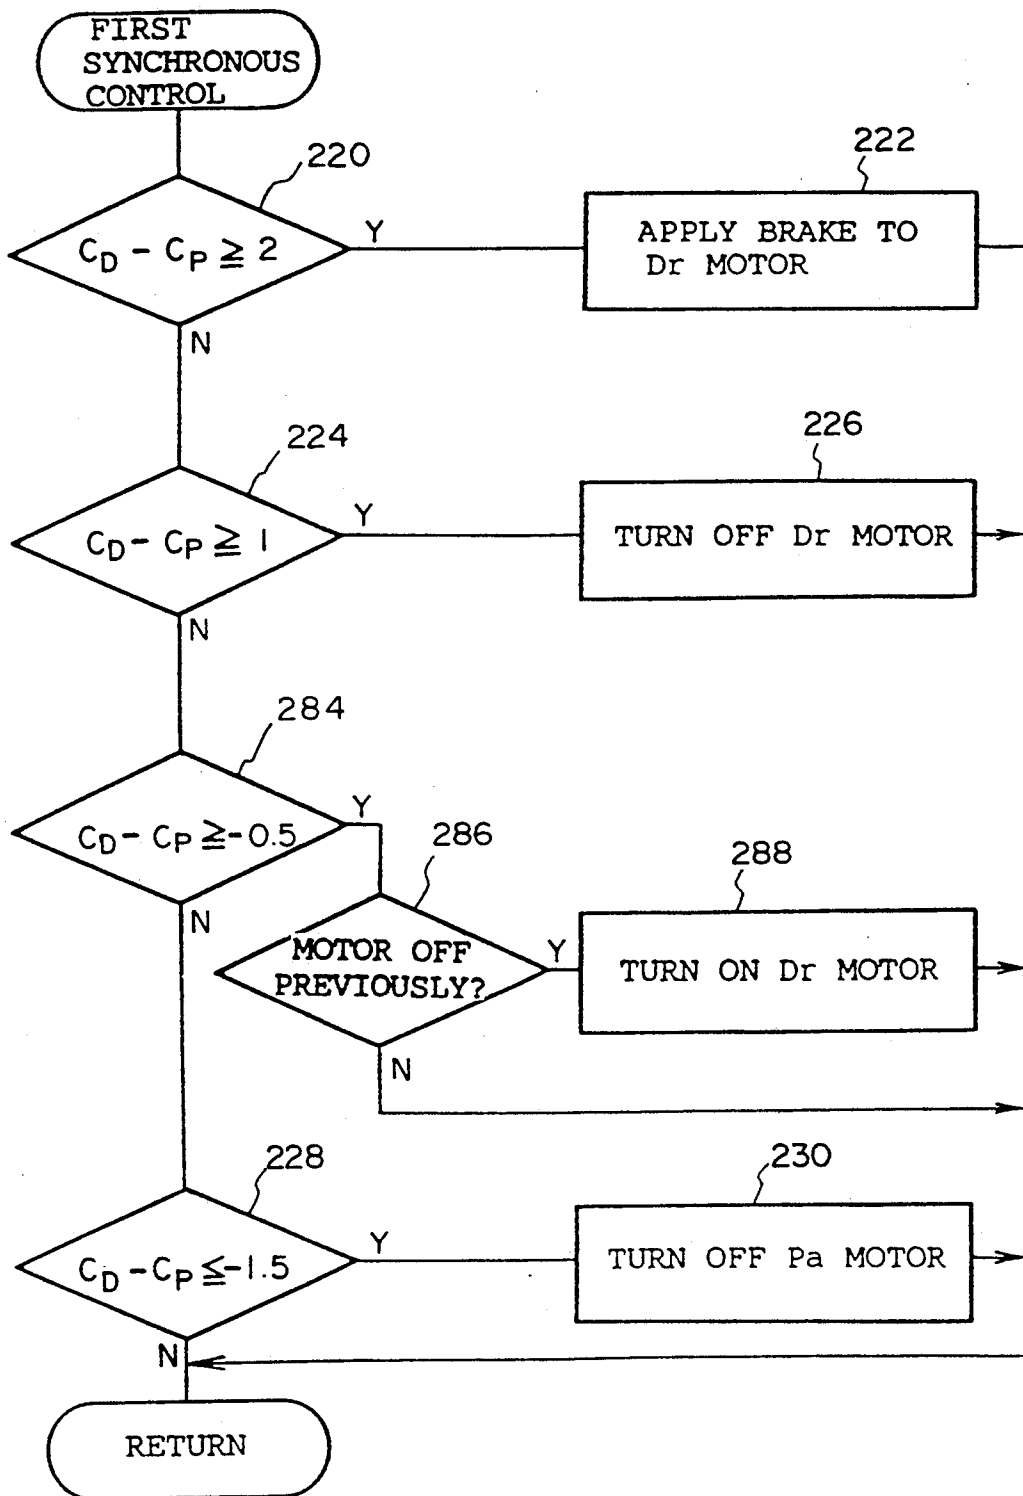 FIRST
SYNCHRONOUS
CONTROL
220
222
C_D - C_P ≧ 2
Y
APPLY BRAKE TO
Dr MOTOR
N
224
226
C_D - C_P ≧ 1
Y
TURN OFF Dr MOTOR
N
284
C_D - C_P ≧ -0.5
Y
286
288
N
MOTOR OFF
PREVIOUSLY?
Y
TURN ON Dr MOTOR
N
228
230
C_D - C_P ≦ -1.5
Y
TURN OFF Pa MOTOR
N
RETURN